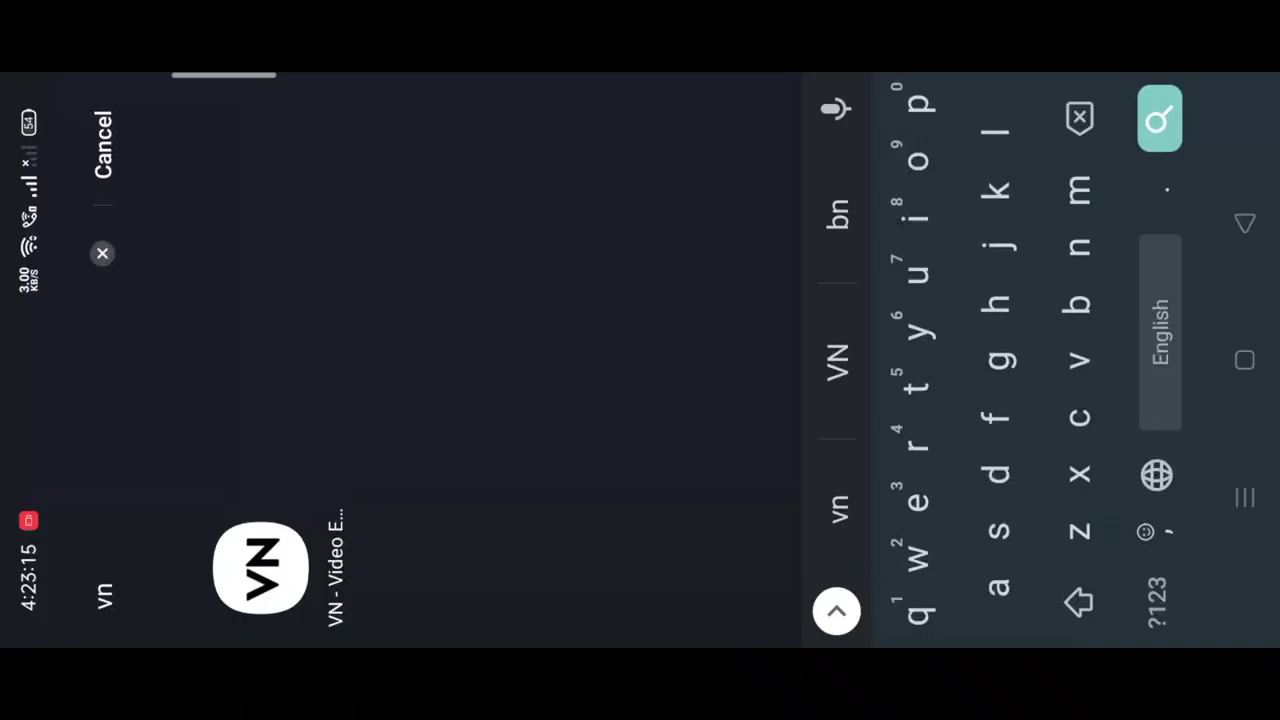 4:23:15 3.00 KB/S 54
vn Cancel
VN
VN - Video E...
vn VN bn
1 2 3 4 5 6 7 8 9 0
q w e r t y u i o p
a s d f g h j k l
z x c v b n m
?123 , English .